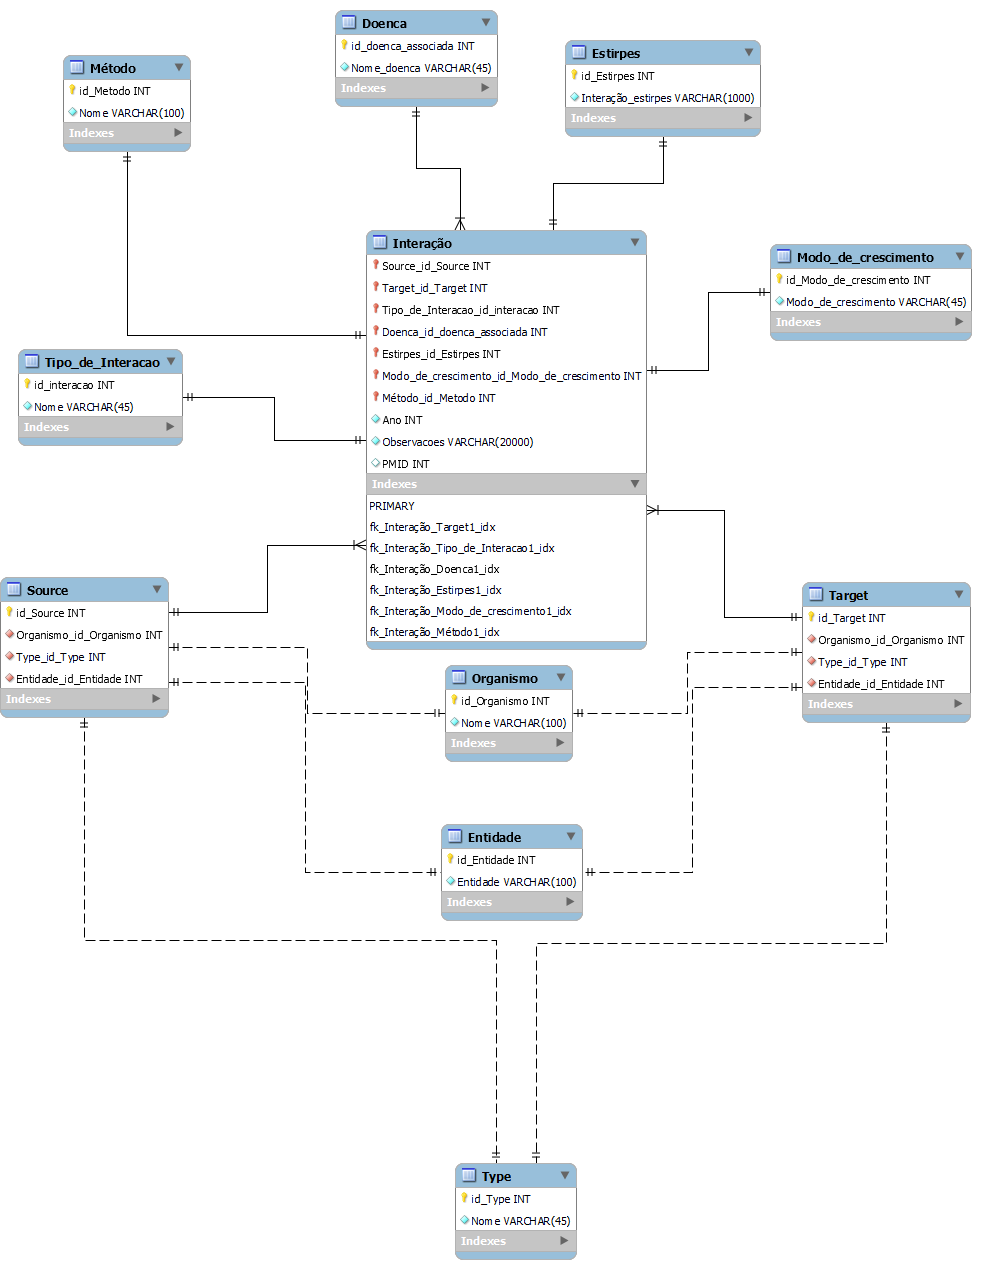 Doenca
id_doenca_associada INT
Nome_doenca VARCHAR(45)
Indexes
Estirpes
id_Estirpes INT
Interação_estirpes VARCHAR(1000)
Indexes
Método
id_Metodo INT
Nome VARCHAR(100)
Indexes
Interação
Source_id_Source INT
Target_id_Target INT
Tipo_de_Interacao_id_interacao INT
Doenca_id_doenca_associada INT
Estirpes_id_Estirpes INT
Modo_de_crescimento_id_Modo_de_crescimento INT
Método_id_Metodo INT
Ano INT
Observacoes VARCHAR(20000)
PMID INT
Indexes
PRIMARY
fk_Interação_Target1_idx
fk_Interação_Tipo_de_Interacao1_idx
fk_Interação_Doenca1_idx
fk_Interação_Estirpes1_idx
fk_Interação_Modo_de_crescimento1_idx
fk_Interação_Método1_idx
Modo_de_crescimento
id_Modo_de_crescimento INT
Modo_de_crescimento VARCHAR(45)
Indexes
Tipo_de_Interacao
id_interacao INT
Nome VARCHAR(45)
Indexes
Source
id_Source INT
Organismo_id_Organismo INT
Type_id_Type INT
Entidade_id_Entidade INT
Indexes
Target
id_Target INT
Organismo_id_Organismo INT
Type_id_Type INT
Entidade_id_Entidade INT
Indexes
Organismo
id_Organismo INT
Nome VARCHAR(100)
Indexes
Entidade
id_Entidade INT
Entidade VARCHAR(100)
Indexes
Type
id_Type INT
Nome VARCHAR(45)
Indexes